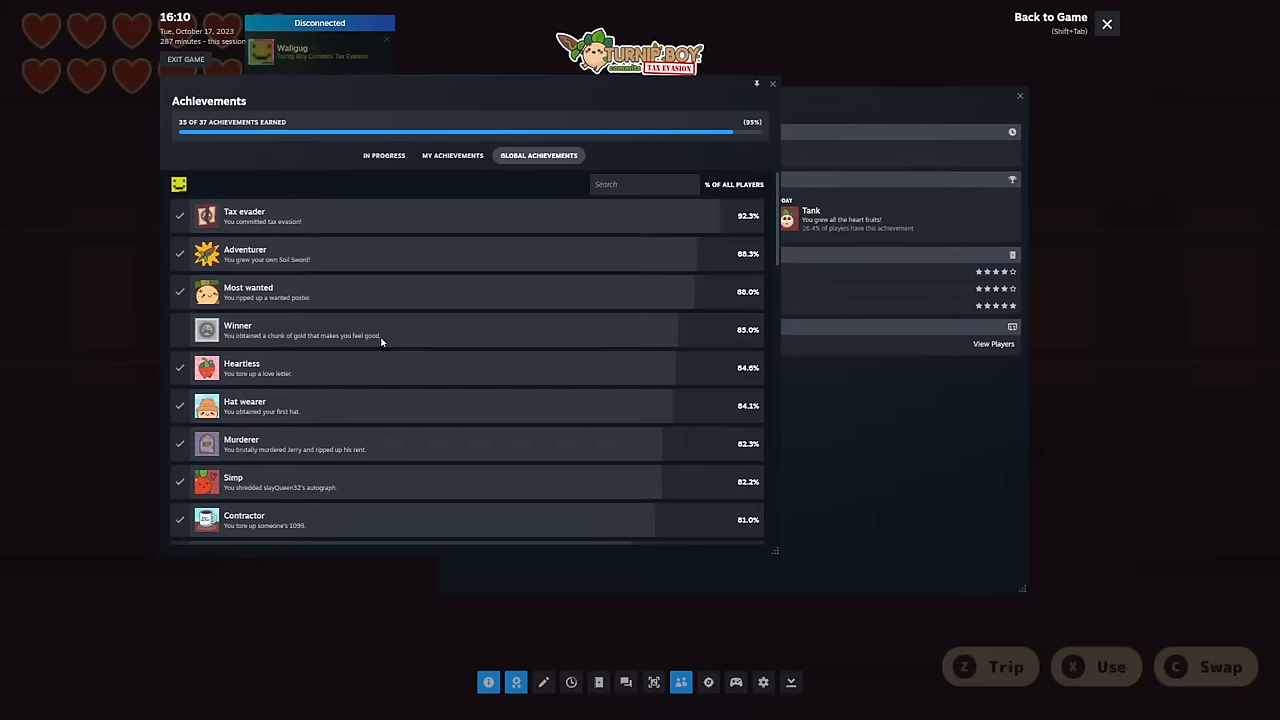 16:10
Tue, October 17, 2023
287 minutes - this session
EXIT GAME
Disconnected
Waligug
Turnip Boy Commits Tax Evasion
TURNIP BOY
commits
TAX EVASION
Back to Game
(Shift+Tab)
Achievements
35 OF 37 ACHIEVEMENTS EARNED
(95%)
IN PROGRESS
MY ACHIEVEMENTS
GLOBAL ACHIEVEMENTS
Search
% OF ALL PLAYERS
Tax evader
You committed tax evasion!
92.3%
Adventurer
You grew your own Soil Sword!
88.3%
Most wanted
You ripped up a wanted poster.
88.0%
Winner
You obtained a chunk of gold that makes you feel good.
85.0%
Heartless
You tore up a love letter.
84.6%
Hat wearer
You obtained your first hat.
84.1%
Murderer
You brutally murdered Jerry and ripped up his rent.
82.3%
Simp
You shredded slayQueen32's autograph.
82.2%
Contractor
You tore up someone's 1099.
81.0%
DAY
Tank
You grew all the heart fruits!
26.4% of players have this achievement
View Players
Z Trip
X Use
C Swap